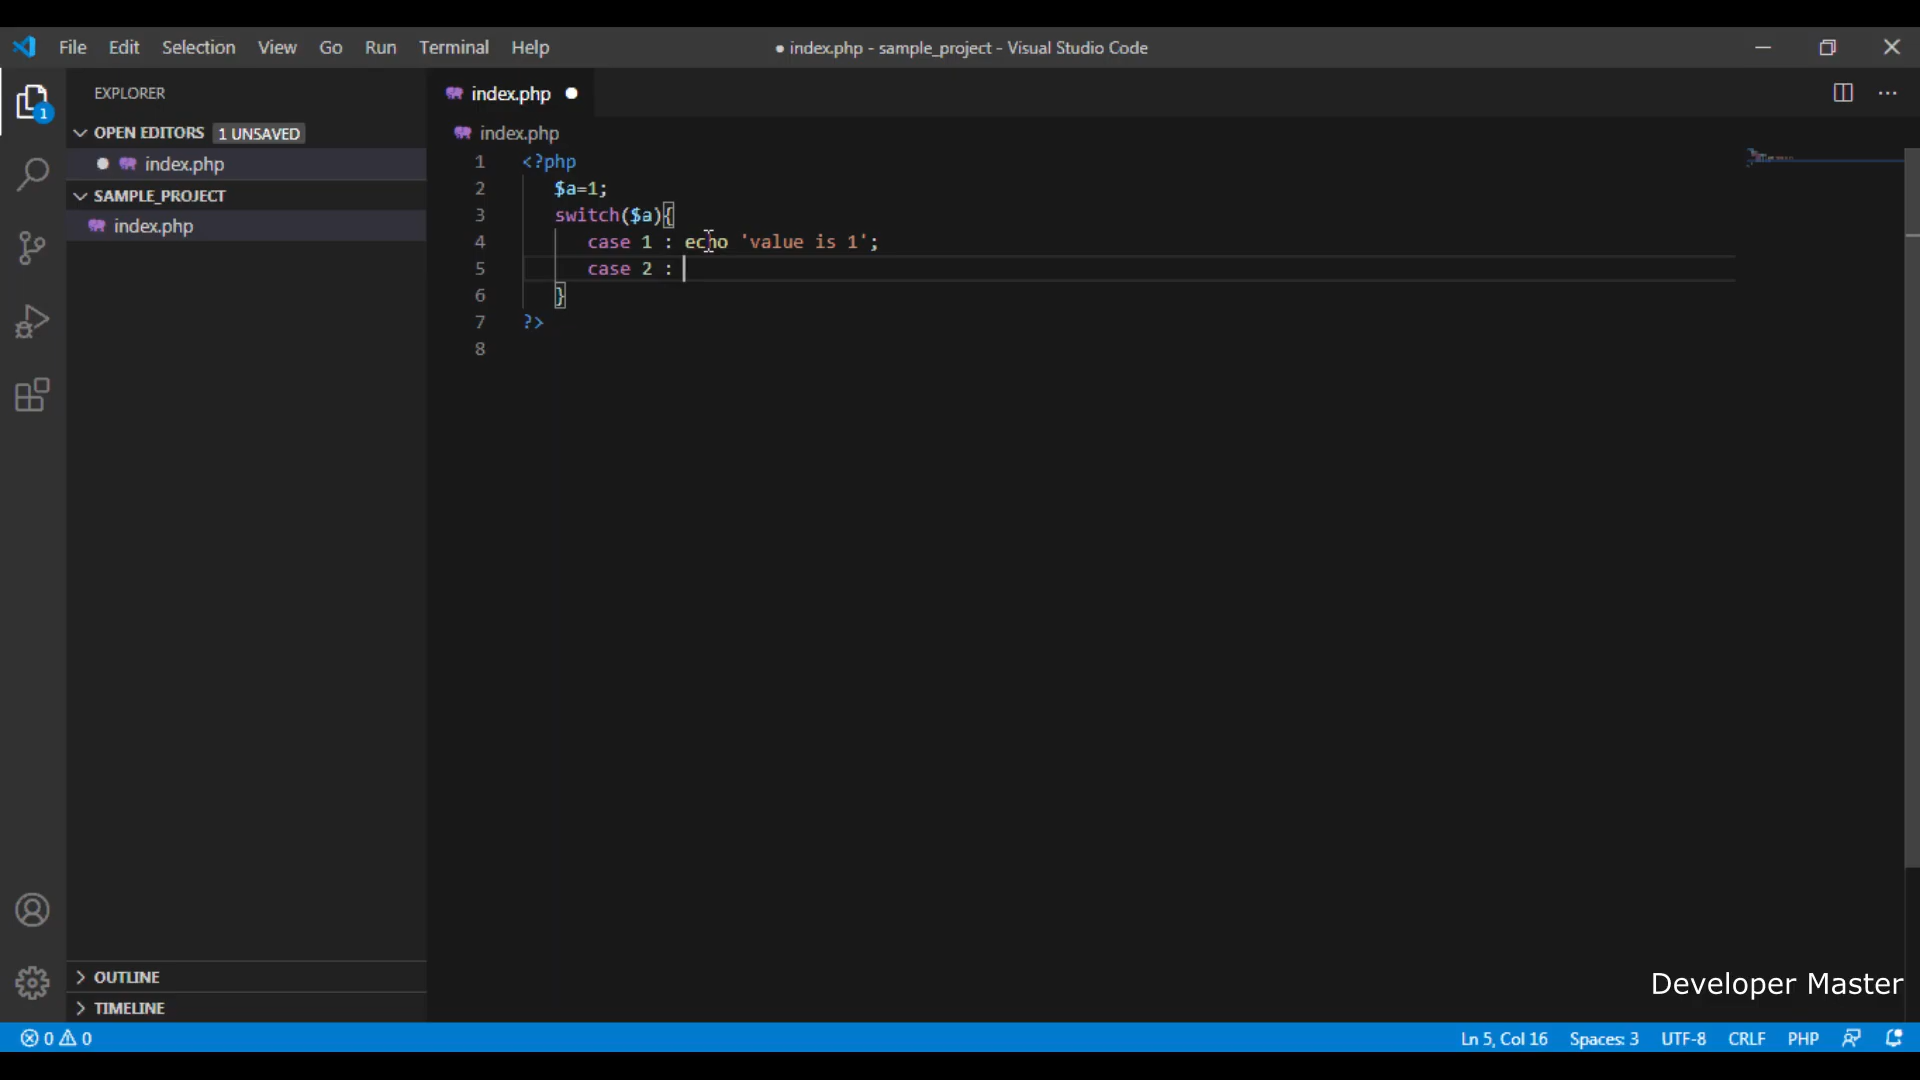 File Edit Selection View Go Run Terminal Help
● index.php - sample_project - Visual Studio Code
EXPLORER
index.php
1
OPEN EDITORS 1 UNSAVED
index.php
index.php
SAMPLE_PROJECT
index.php
1 <?php
2 $a=1;
3 switch($a){
4 case 1 : echo 'value is 1';
5 case 2 :
6 }
7 ?>
8
OUTLINE
TIMELINE
Developer Master
0 0
Ln 5, Col 16 Spaces: 3 UTF-8 CRLF PHP